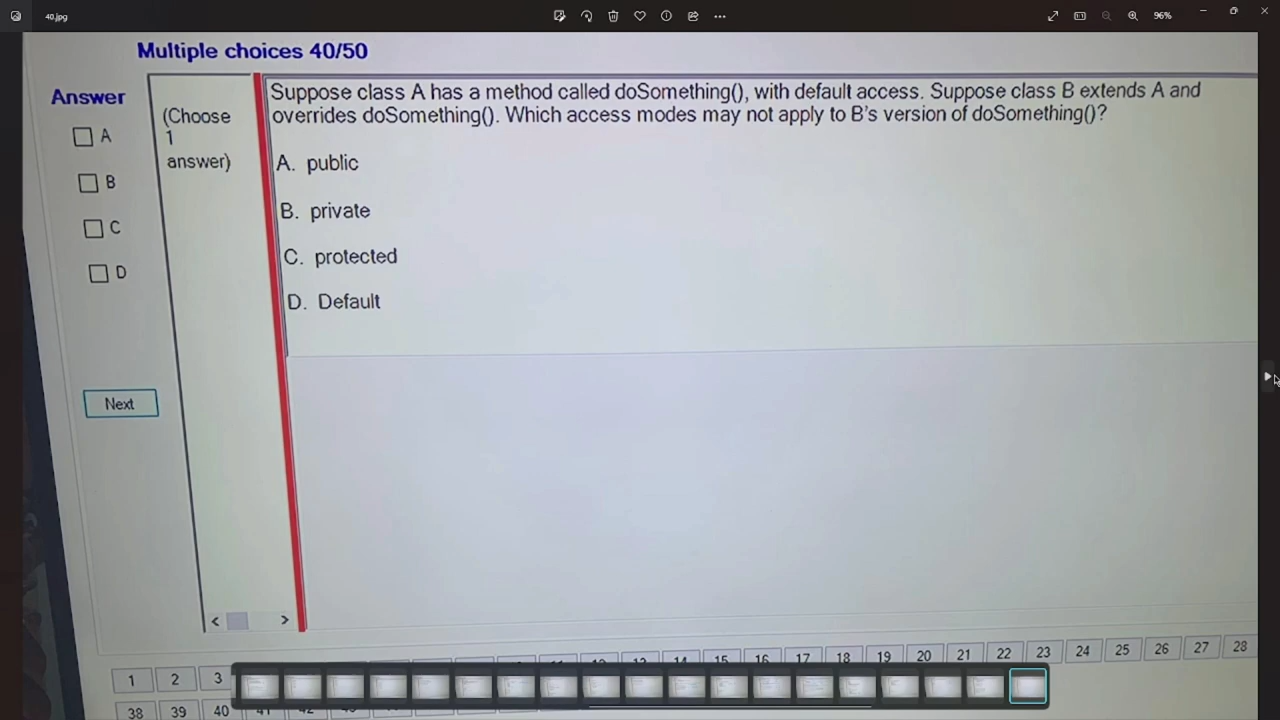 40.jpg
96%
Multiple choices 40/50
Answer
A
B
C
D
(Choose
1
answer)
Suppose class A has a method called doSomething(), with default access. Suppose class B extends A and
overrides doSomething(). Which access modes may not apply to B's version of doSomething()?
A. public
B. private
C. protected
D. Default
Next
< >
1 2 3 14 15 16 17 18 19 20 21 22 23 24 25 26 27 28
38 39 40